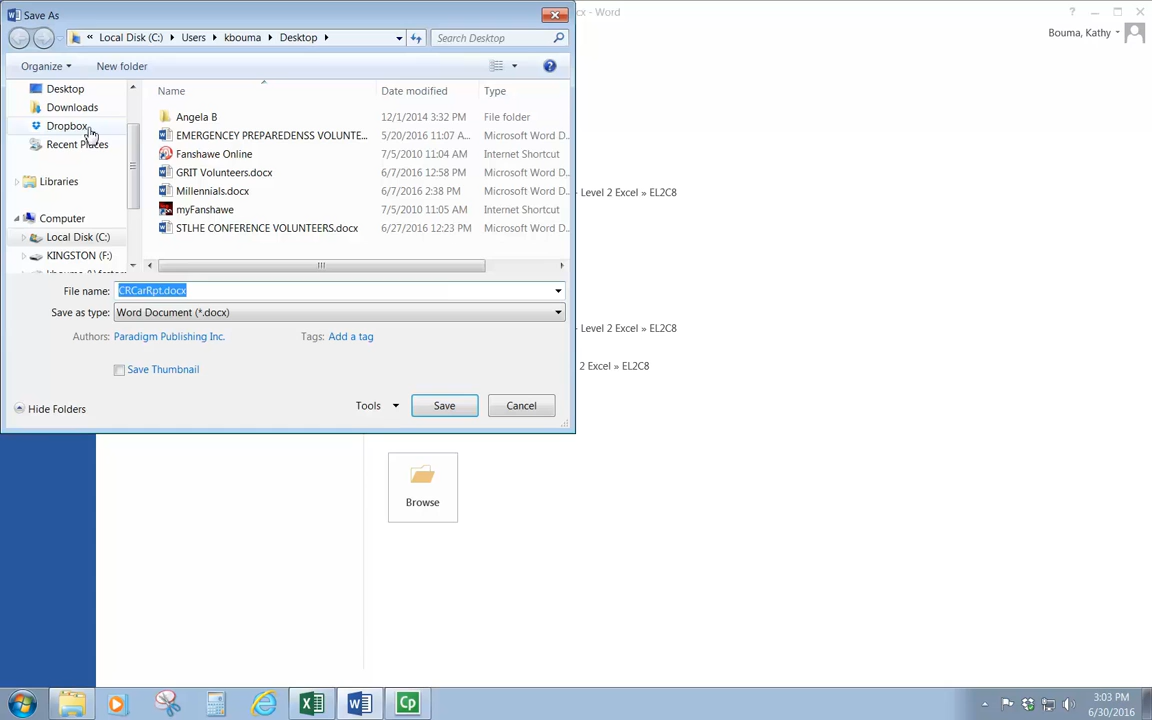 Save As
cx - Word
Local Disk (C:) Users kbouma Desktop
Search Desktop
Bouma, Kathy
Organize New folder
Desktop
Downloads
Dropbox
Recent Places
Libraries
Computer
Local Disk (C:)
KINGSTON (F:)
Name Date modified Type
Angela B 12/1/2014 3:32 PM File folder
EMERGENCEY PREPAREDENSS VOLUNTE... 5/20/2016 11:07 A... Microsoft Word D...
Fanshawe Online 7/5/2010 11:04 AM Internet Shortcut
GRIT Volunteers.docx 6/7/2016 12:58 PM Microsoft Word D...
Millennials.docx 6/7/2016 2:38 PM Microsoft Word D...
myFanshawe 7/5/2010 11:05 AM Internet Shortcut
STLHE CONFERENCE VOLUNTEERS.docx 6/27/2016 12:23 PM Microsoft Word D...
File name: CRCarRpt.docx
Save as type: Word Document (*.docx)
Authors: Paradigm Publishing Inc. Tags: Add a tag
Save Thumbnail
Hide Folders
Tools Save Cancel
- Level 2 Excel » EL2C8
- Level 2 Excel » EL2C8
2 Excel » EL2C8
Browse
Cp
3:03 PM
6/30/2016